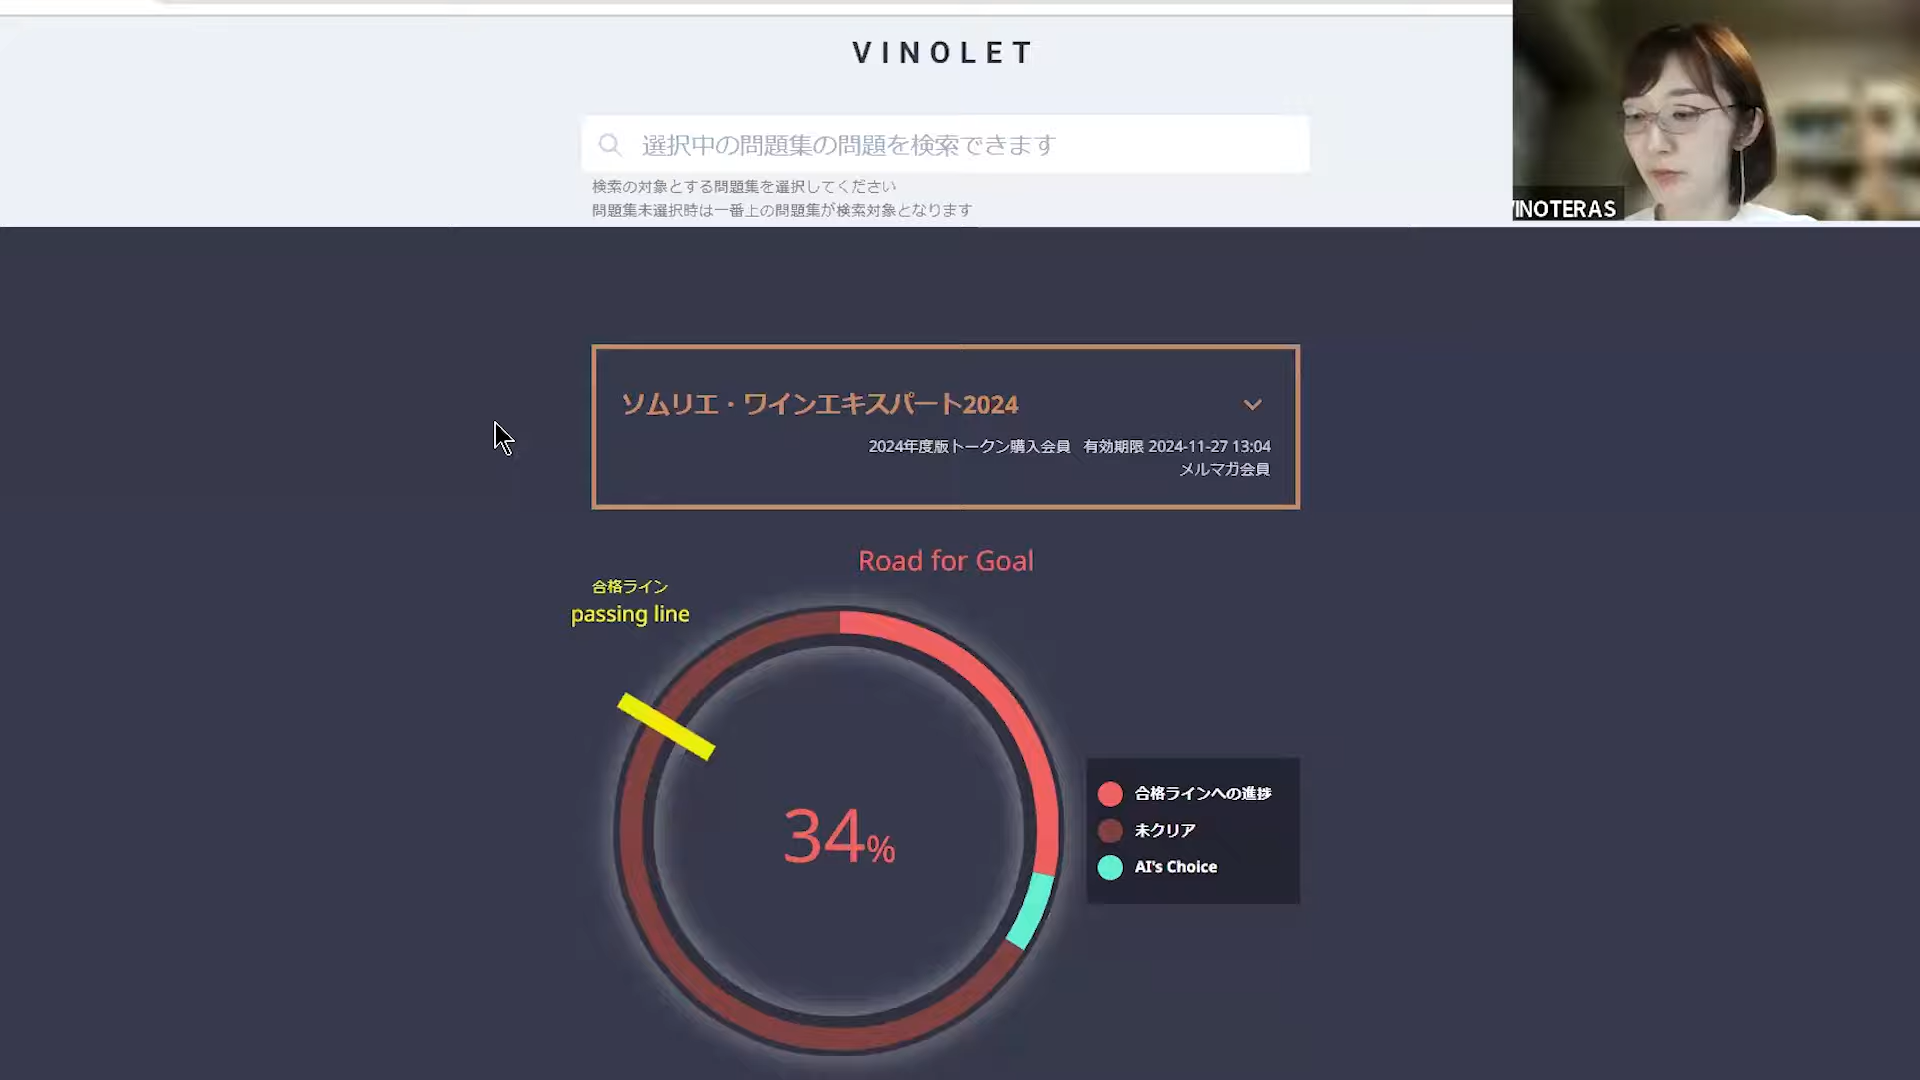 VINOLET
選択中の問題集の問題を検索できます
検索の対象とする問題集を選択してください
問題集未選択時は一番上の問題集が検索対象となります
VINOTERAS
ソムリエ・ワインエキスパート2024
2024年度版トークン購入会員 有効期限 2024-11-27 13:04
メルマガ会員
Road for Goal
合格ライン
passing line
34%
合格ラインへの進捗
未クリア
AI's Choice